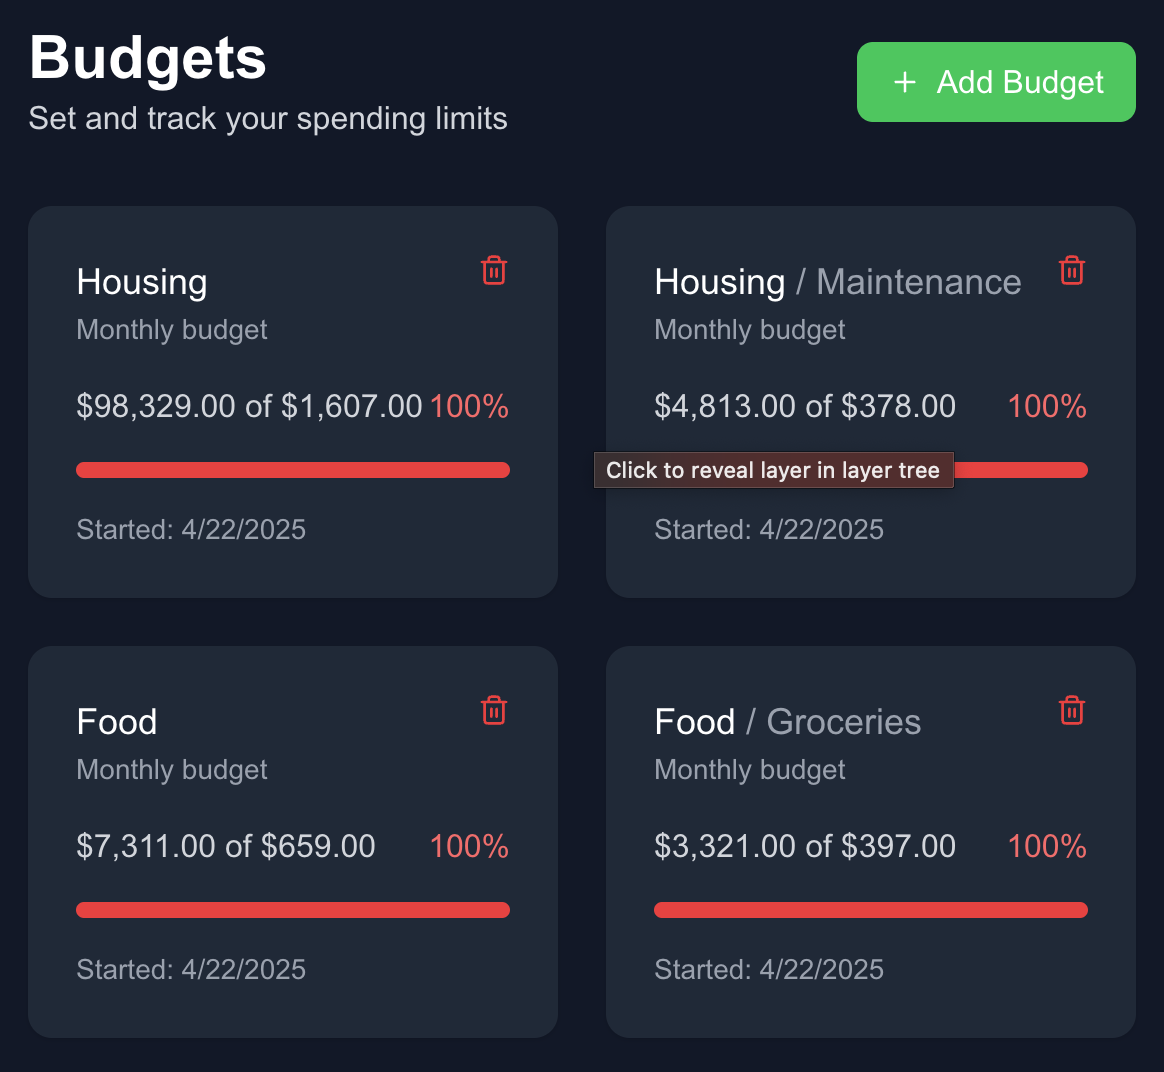 Budgets
Set and track your spending limits
+ Add Budget
Housing
Monthly budget
$98,329.00 of $1,607.00 100%
Started: 4/22/2025
Housing / Maintenance
Monthly budget
$4,813.00 of $378.00 100%
Click to reveal layer in layer tree
Started: 4/22/2025
Food
Monthly budget
$7,311.00 of $659.00 100%
Started: 4/22/2025
Food / Groceries
Monthly budget
$3,321.00 of $397.00 100%
Started: 4/22/2025